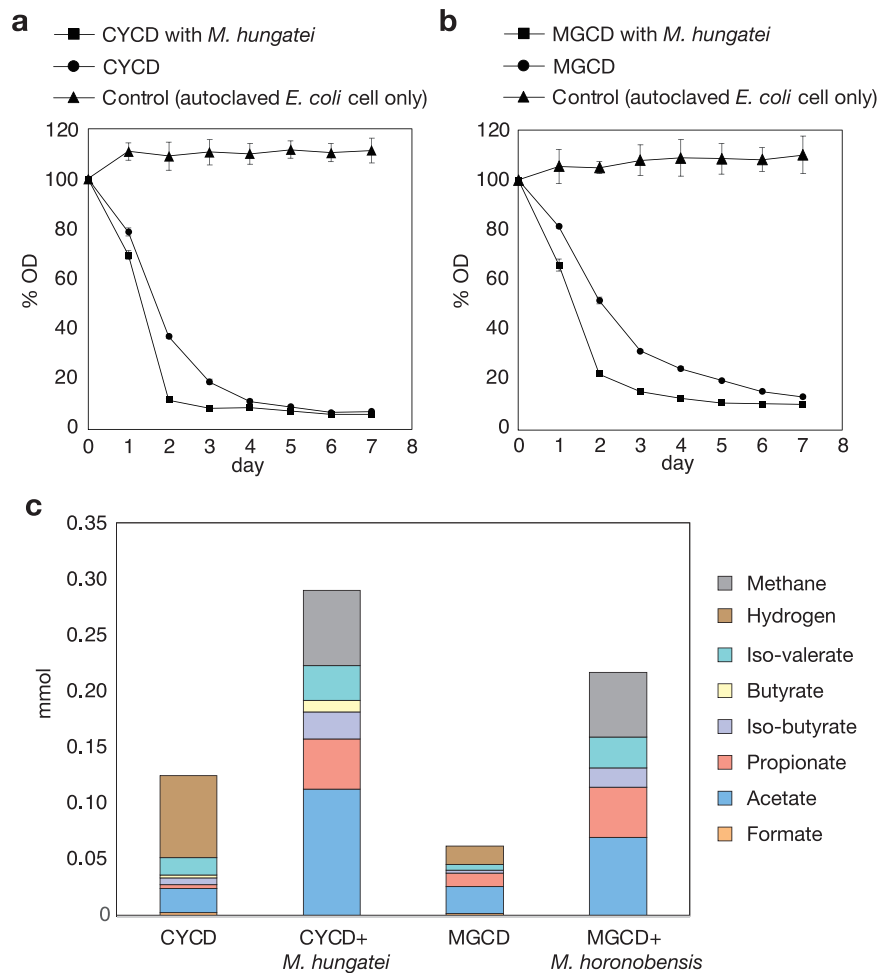 a
CYCD with M. hungatei
CYCD
Control (autoclaved E. coli cell only)
120
100
80
60
40
20
0
% OD
0 1 2 3 4 5 6 7 8
day
b
MGCD with M. hungatei
MGCD
Control (autoclaved E. coli cell only)
120
100
80
60
40
20
0
% OD
0 1 2 3 4 5 6 7 8
day
c
0.35
0.30
0.25
0.20
0.15
0.10
0.05
0
mmol
CYCD
CYCD+
M. hungatei
MGCD
MGCD+
M. horonobensis
Methane
Hydrogen
Iso-valerate
Butyrate
Iso-butyrate
Propionate
Acetate
Formate